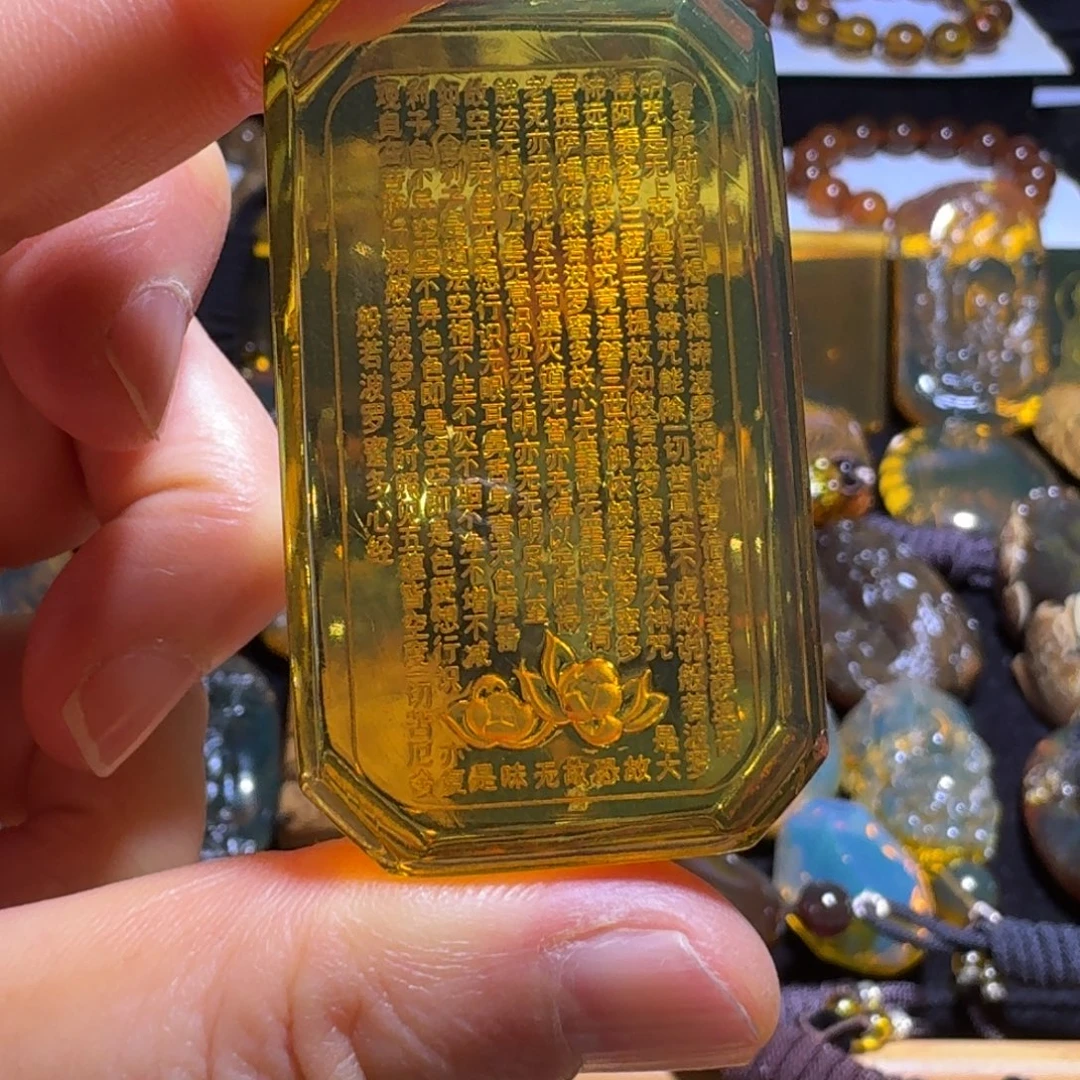 般若波罗蜜多心经
观自在菩萨行深般若波罗蜜多时照见五蕴皆空度一切苦厄舍
利子色不异空空不异色色即是空空即是色受想行识亦复
如是舍利子是诸法空相不生不灭不垢不净不增不减是
故空中无色无受想行识无眼耳鼻舌身意无色声香味
触法无眼界乃至无意识界无无明亦无无明尽乃至无
老死亦无老死尽无苦集灭道无智亦无得以无所得故
菩提萨埵依般若波罗蜜多故心无罣碍无罣碍故无有恐
怖远离颠倒梦想究竟涅槃三世诸佛依般若波罗蜜多故
得阿耨多罗三藐三菩提故知般若波罗蜜多是大神咒是大
明咒是无上咒是无等等咒能除一切苦真实不虚故说般若波罗
蜜多咒即说咒曰揭谛揭谛波罗揭谛波罗僧揭谛菩提萨婆诃